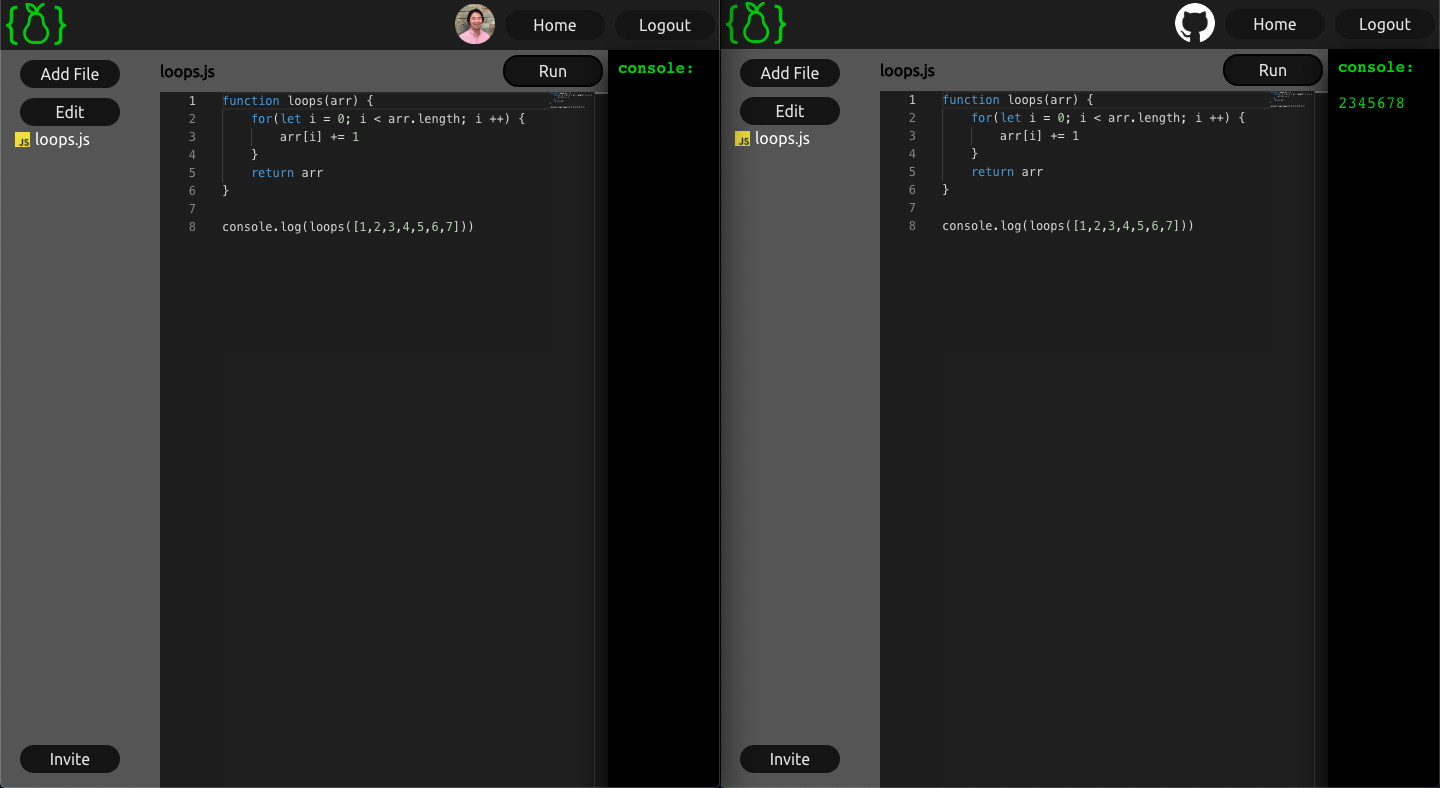 { } Home Logout
Add File
loops.js
Run
console:
Edit
JS loops.js
1 function loops(arr) {
2     for(let i = 0; i < arr.length; i ++) {
3         arr[i] += 1
4     }
5     return arr
6 }
7
8 console.log(loops([1,2,3,4,5,6,7]))
Invite
{ } Home Logout
Add File
loops.js
Run
console:
2345678
Edit
JS loops.js
1 function loops(arr) {
2     for(let i = 0; i < arr.length; i ++) {
3         arr[i] += 1
4     }
5     return arr
6 }
7
8 console.log(loops([1,2,3,4,5,6,7]))
Invite